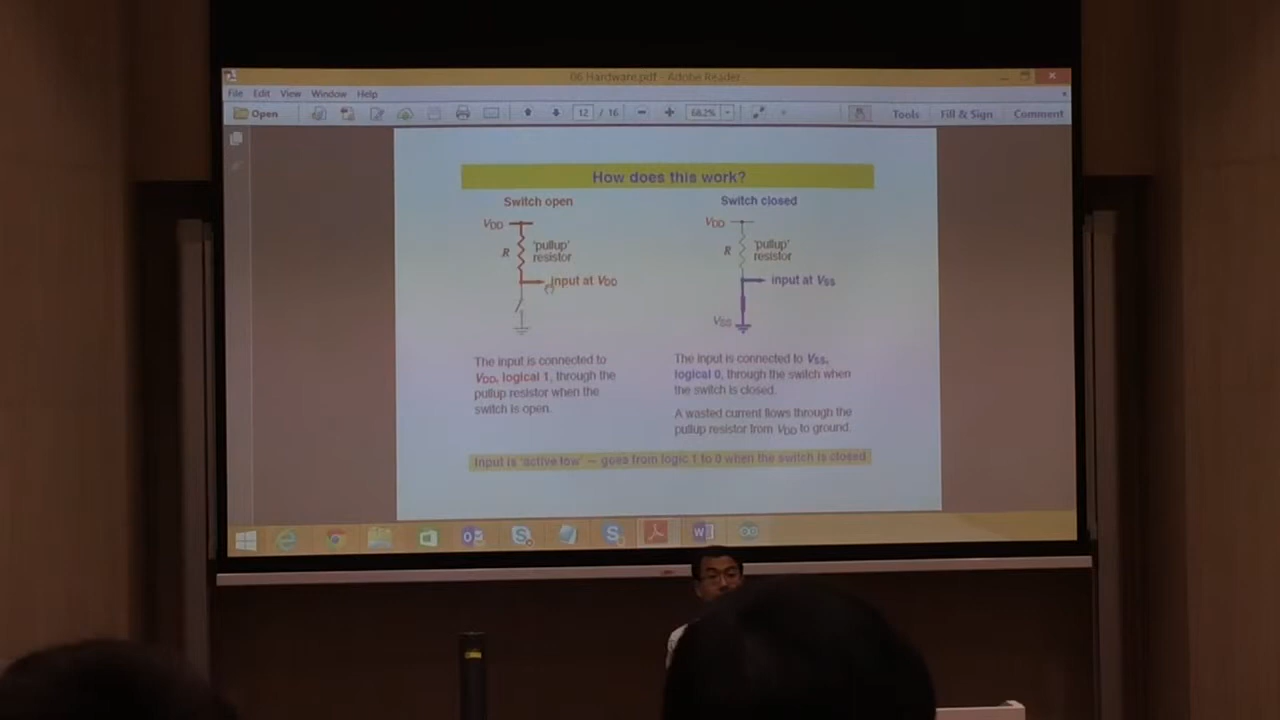 06 Hardware.pdf - Adobe Reader
File Edit View Window Help
Open 12 / 16 68.2% Tools Fill & Sign Comment
How does this work?
Switch open
VDD
R
'pullup'
resistor
input at VDD
The input is connected to
VDD, logical 1, through the
pullup resistor when the
switch is open.
Switch closed
VDD
R
'pullup'
resistor
input at VSS
VSS
The input is connected to VSS,
logical 0, through the switch when
the switch is closed.
A wasted current flows through the
pullup resistor from VDD to ground.
Input is 'active low' — goes from logic 1 to 0 when the switch is closed